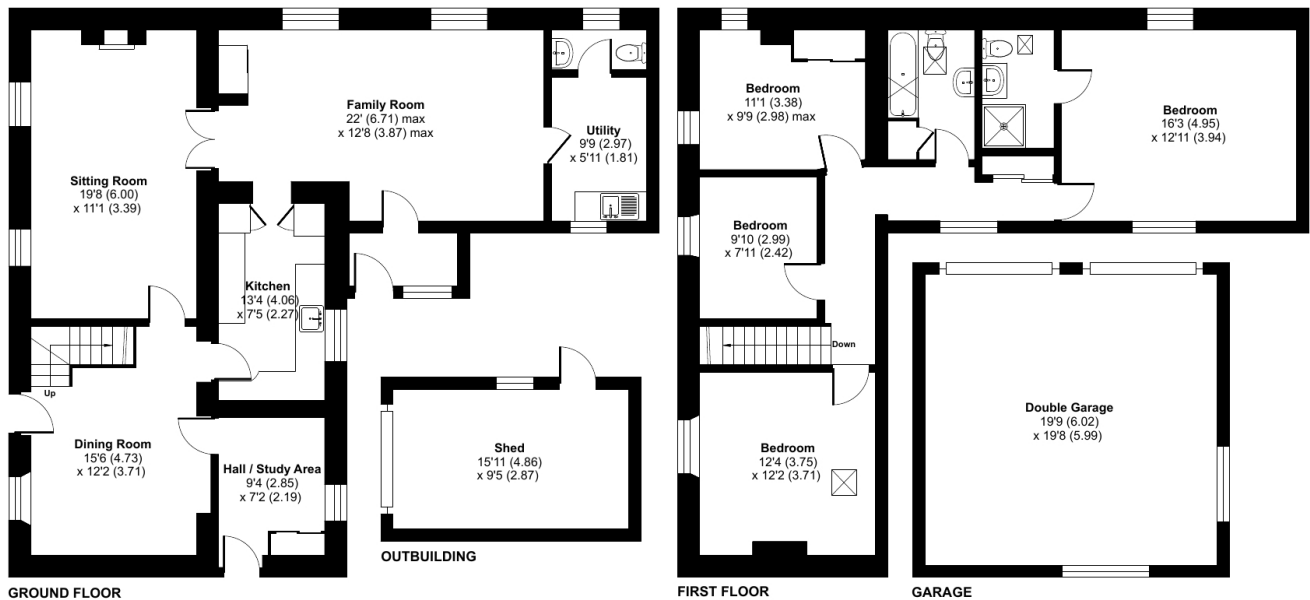 Sitting Room
19'8 (6.00)
x 11'1 (3.39)
Family Room
22' (6.71) max
x 12'8 (3.87) max
Utility
9'9 (2.97)
x 5'11 (1.81)
Kitchen
13'4 (4.06)
x 7'5 (2.27)
Up
Dining Room
15'6 (4.73)
x 12'2 (3.71)
Hall / Study Area
9'4 (2.85)
x 7'2 (2.19)
GROUND FLOOR
Shed
15'11 (4.86)
x 9'5 (2.87)
OUTBUILDING
Bedroom
11'1 (3.38)
x 9'9 (2.98) max
Bedroom
16'3 (4.95)
x 12'11 (3.94)
Bedroom
9'10 (2.99)
x 7'11 (2.42)
Down
Bedroom
12'4 (3.75)
x 12'2 (3.71)
FIRST FLOOR
Double Garage
19'9 (6.02)
x 19'8 (5.99)
GARAGE